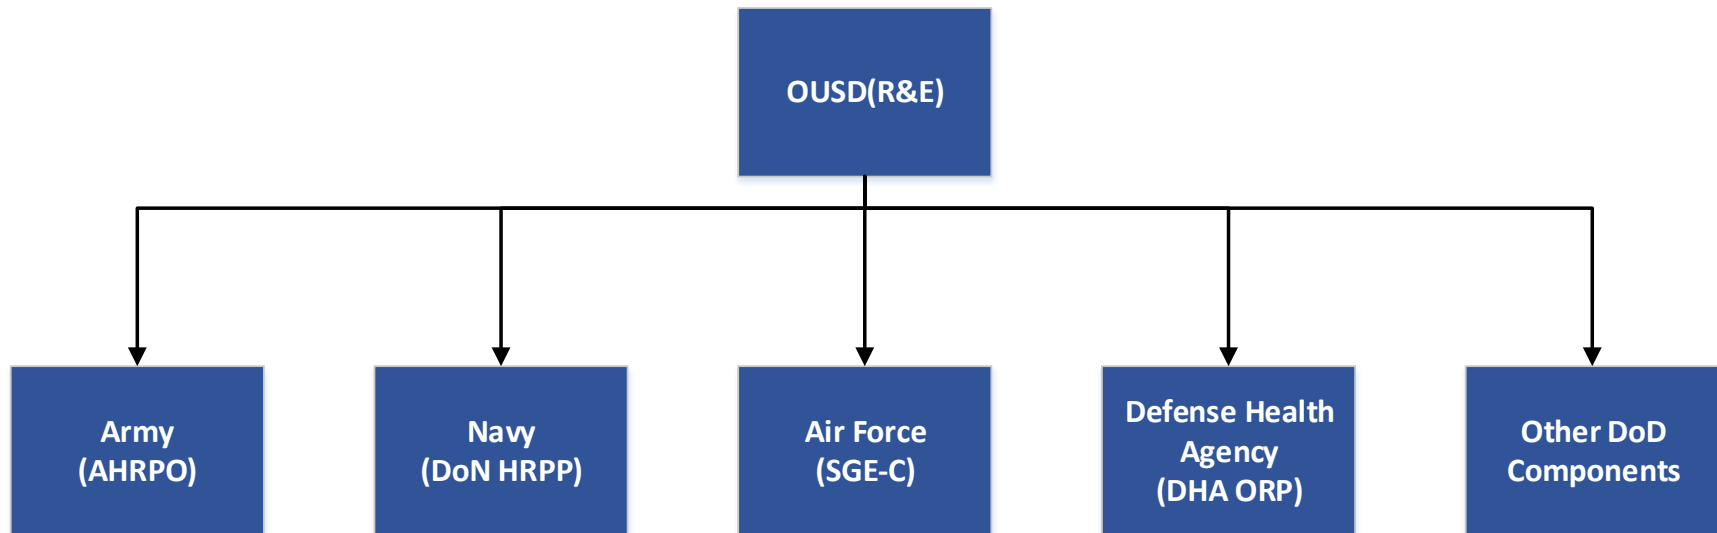 OUSD(R&E)
Army
(AHRPO)
Navy
(DoN HRPP)
Air Force
(SGE-C)
Defense Health
Agency
(DHA ORP)
Other DoD
Components